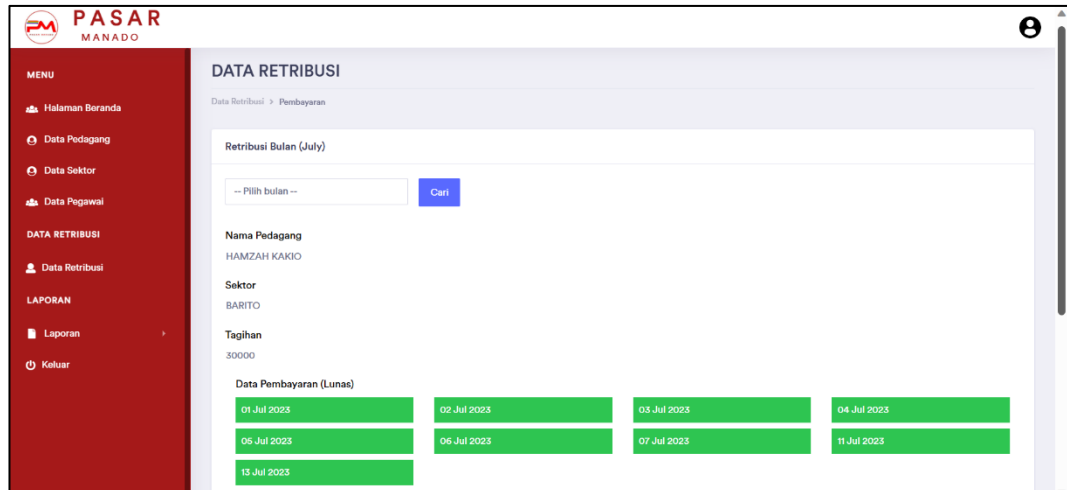 PASAR
MANADO
MENU
Halaman Beranda
Data Pedagang
Data Sektor
Data Pegawai
DATA RETRIBUSI
Data Retribusi
LAPORAN
Laporan
Keluar
DATA RETRIBUSI
Data Retribusi > Pembayaran
Retribusi Bulan (July)
-- Pilih bulan --
Cari
Nama Pedagang
HAMZAH KAKIO
Sektor
BARITO
Tagihan
30000
Data Pembayaran (Lunas)
01 Jul 2023 02 Jul 2023 03 Jul 2023 04 Jul 2023
05 Jul 2023 06 Jul 2023 07 Jul 2023 11 Jul 2023
13 Jul 2023